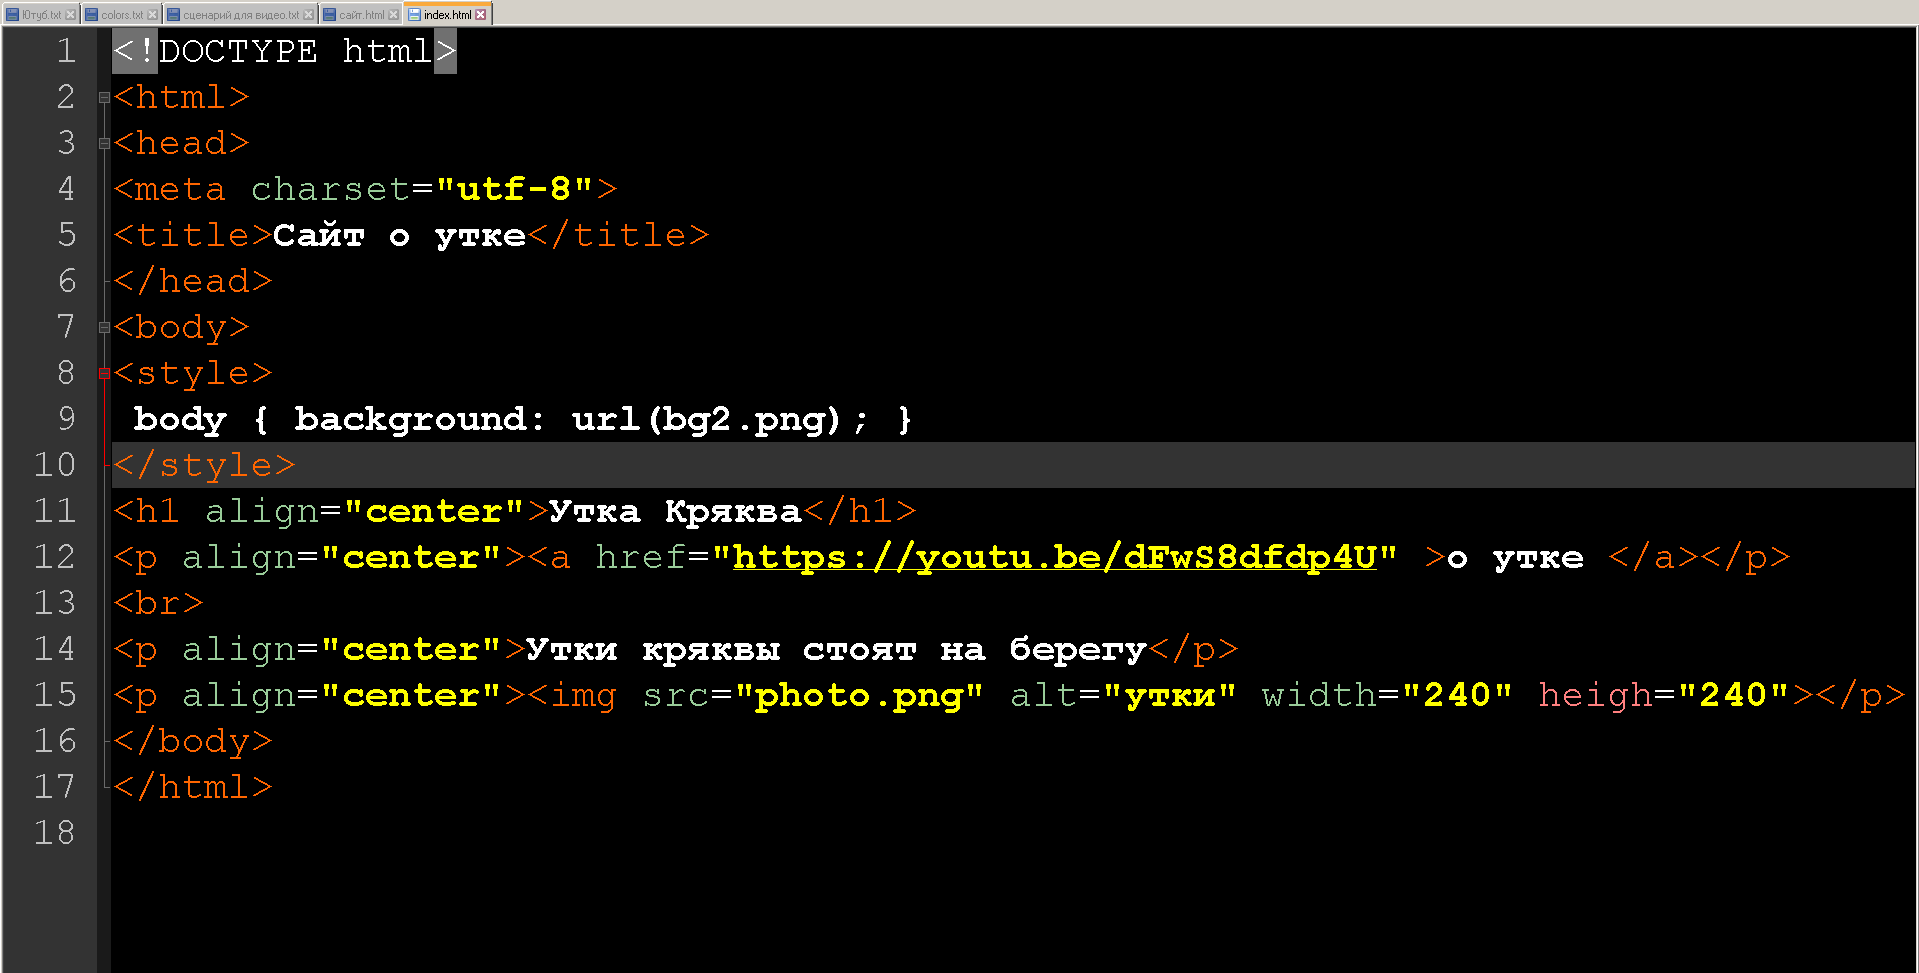 Ютуб.txt colors.txt сценарий для видео.txt сайт.html index.html
1 <!DOCTYPE html>
2 <html>
3 <head>
4 <meta charset="utf-8">
5 <title>Сайт о утке</title>
6 </head>
7 <body>
8 <style>
9 body { background: url(bg2.png); }
10 </style>
11 <h1 align="center">Утка Кряква</h1>
12 <p align="center"><a href="https://youtu.be/dFwS8dfdp4U" >о утке </a></p>
13 <br>
14 <p align="center">Утки кряквы стоят на берегу</p>
15 <p align="center"><img src="photo.png" alt="утки" width="240" heigh="240"></p>
16 </body>
17 </html>
18